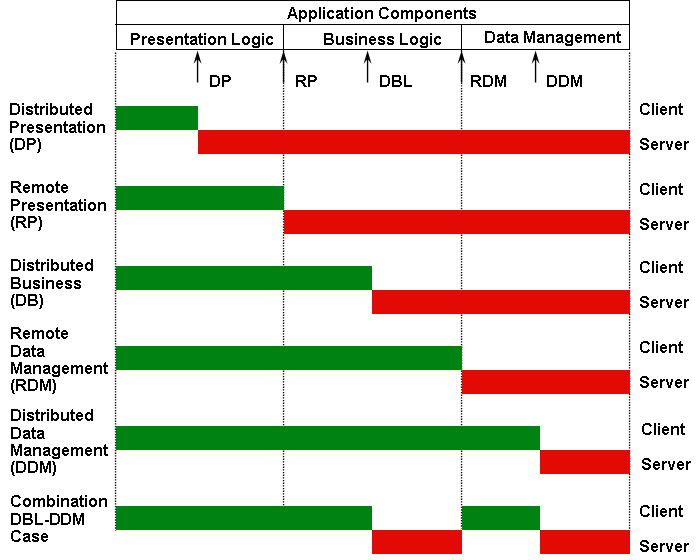 Application Components
Presentation Logic Business Logic Data Management
DP RP DBL RDM DDM
Distributed
Presentation
(DP)
Client
Server
Remote
Presentation
(RP)
Client
Server
Distributed
Business
(DB)
Client
Server
Remote
Data
Management
(RDM)
Client
Server
Distributed
Data
Management
(DDM)
Client
Server
Combination
DBL-DDM
Case
Client
Server